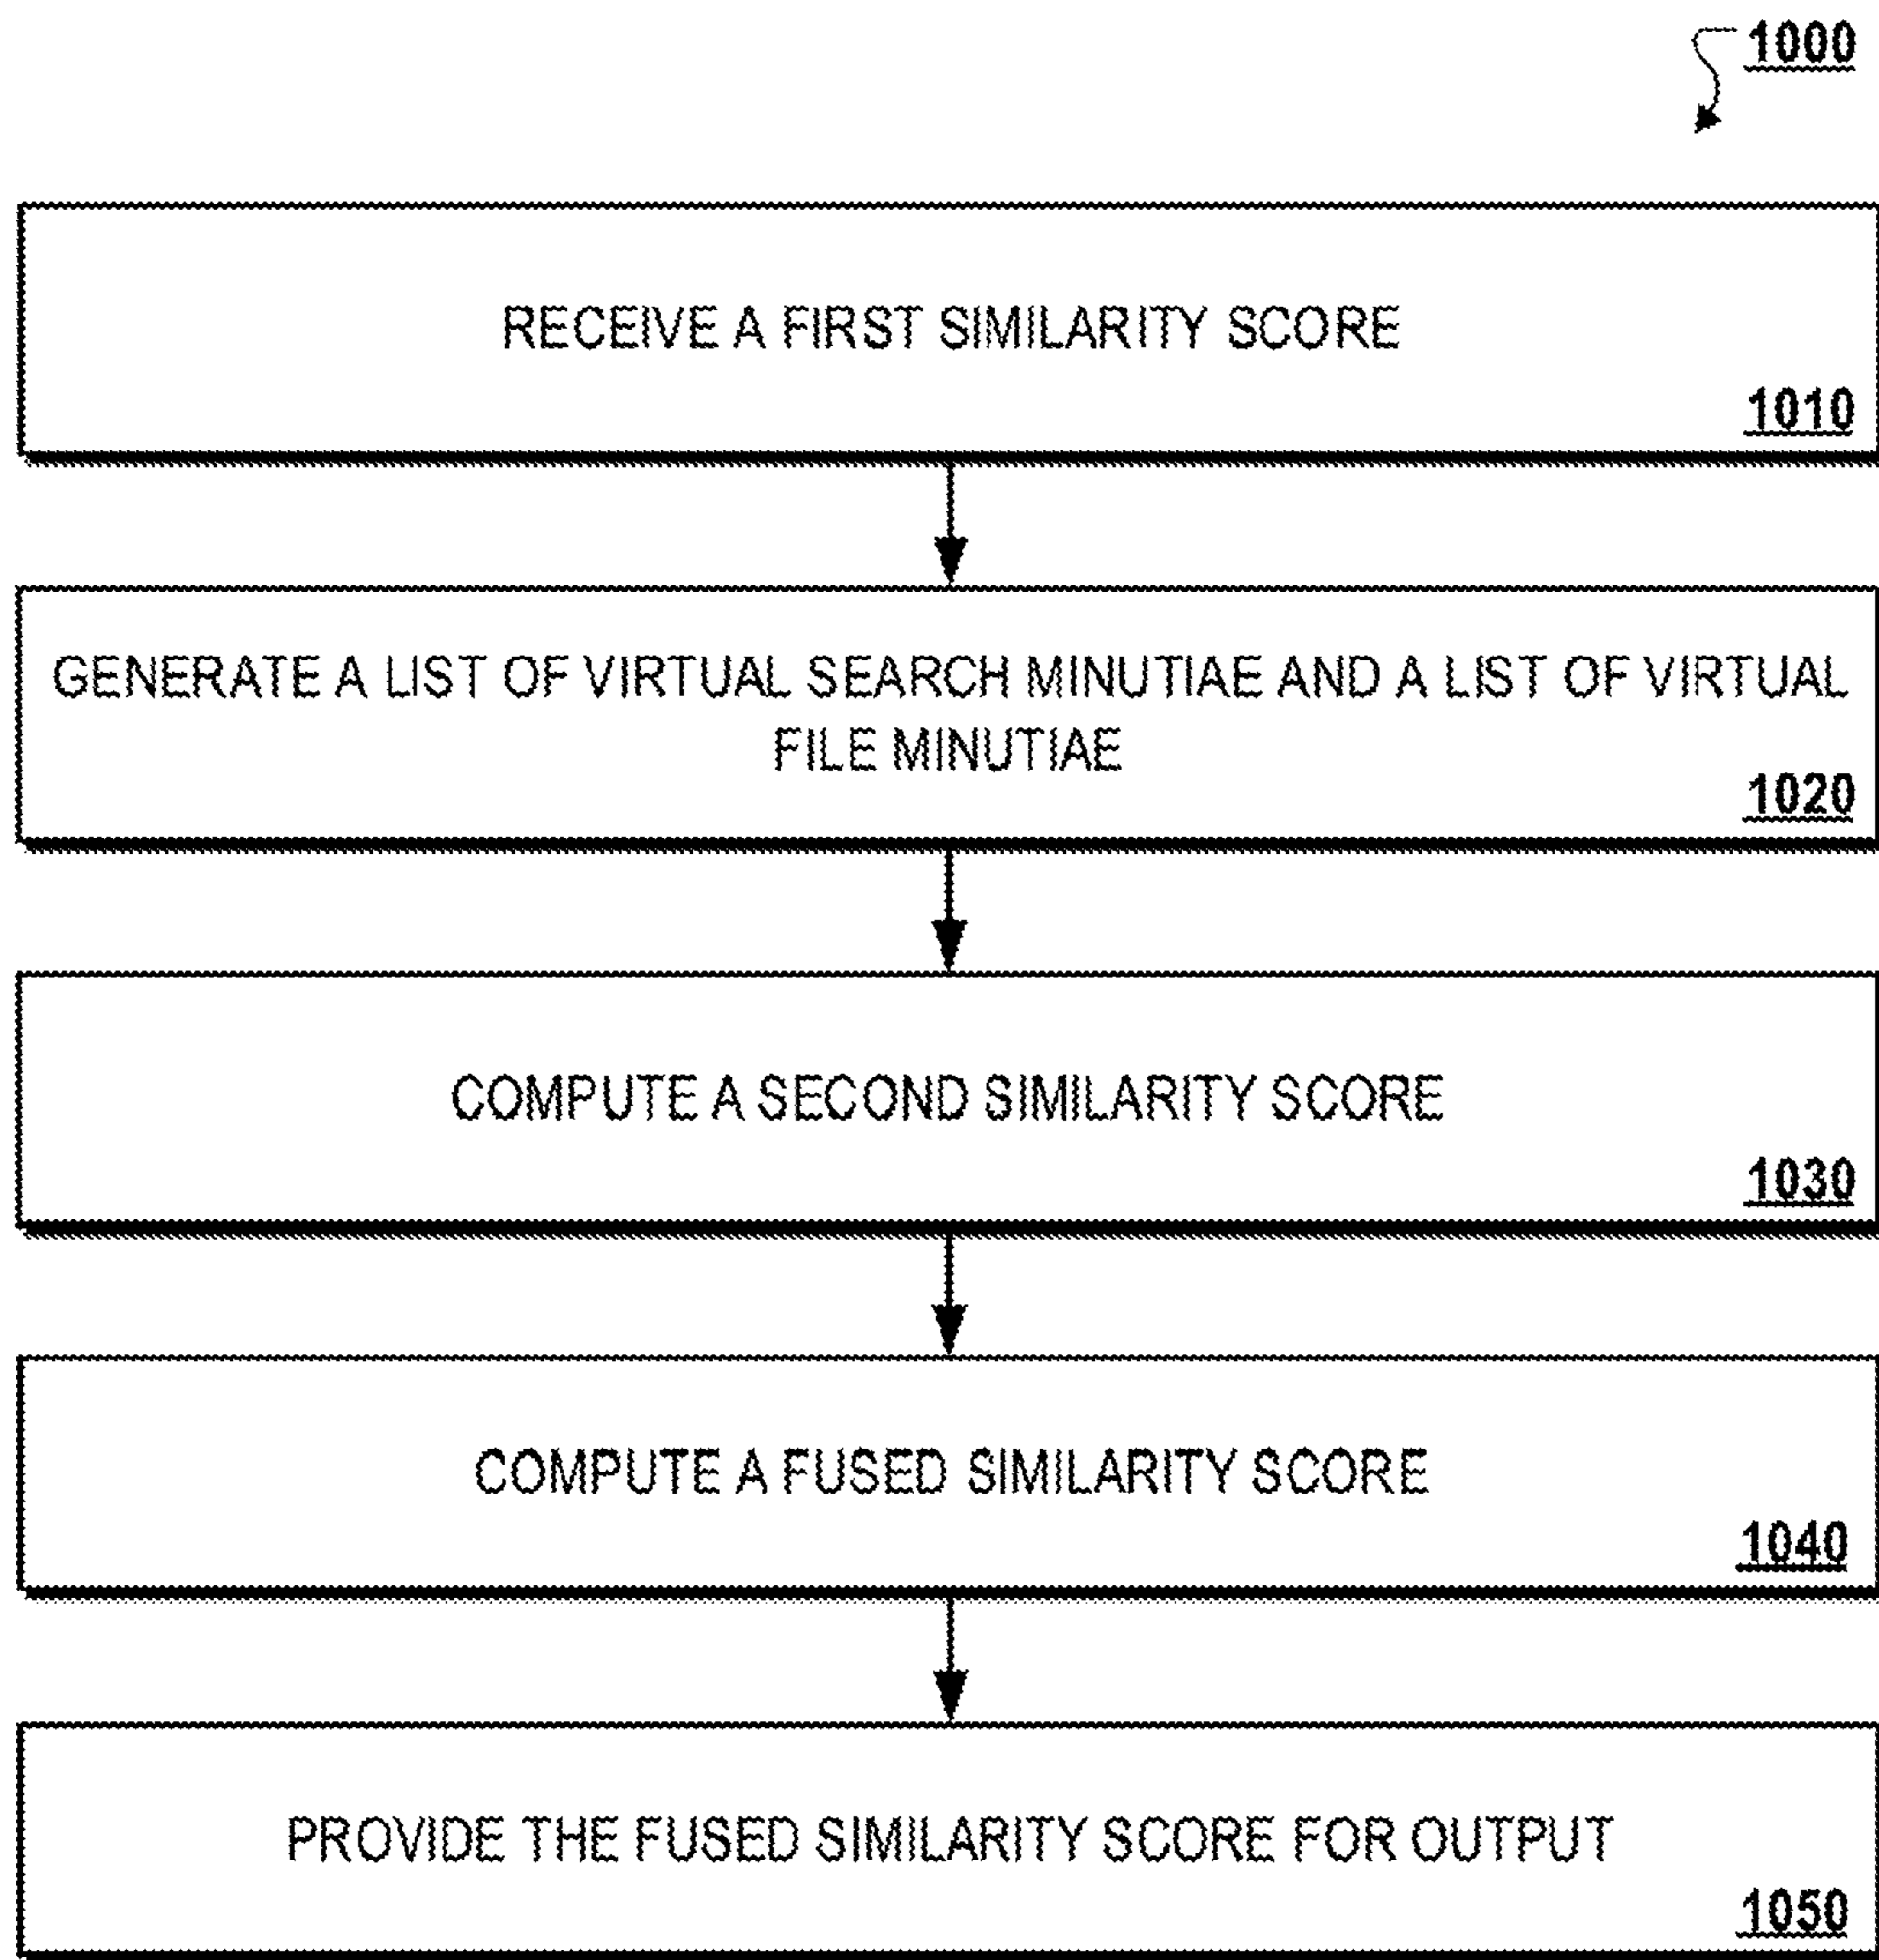 1000
RECEIVE A FIRST SIMILARITY SCORE
1010
GENERATE A LIST OF VIRTUAL SEARCH MINUTIAE AND A LIST OF VIRTUAL
FILE MINUTIAE
1020
COMPUTE A SECOND SIMILARITY SCORE
1030
COMPUTE A FUSED SIMILARITY SCORE
1040
PROVIDE THE FUSED SIMILARITY SCORE FOR OUTPUT
1050